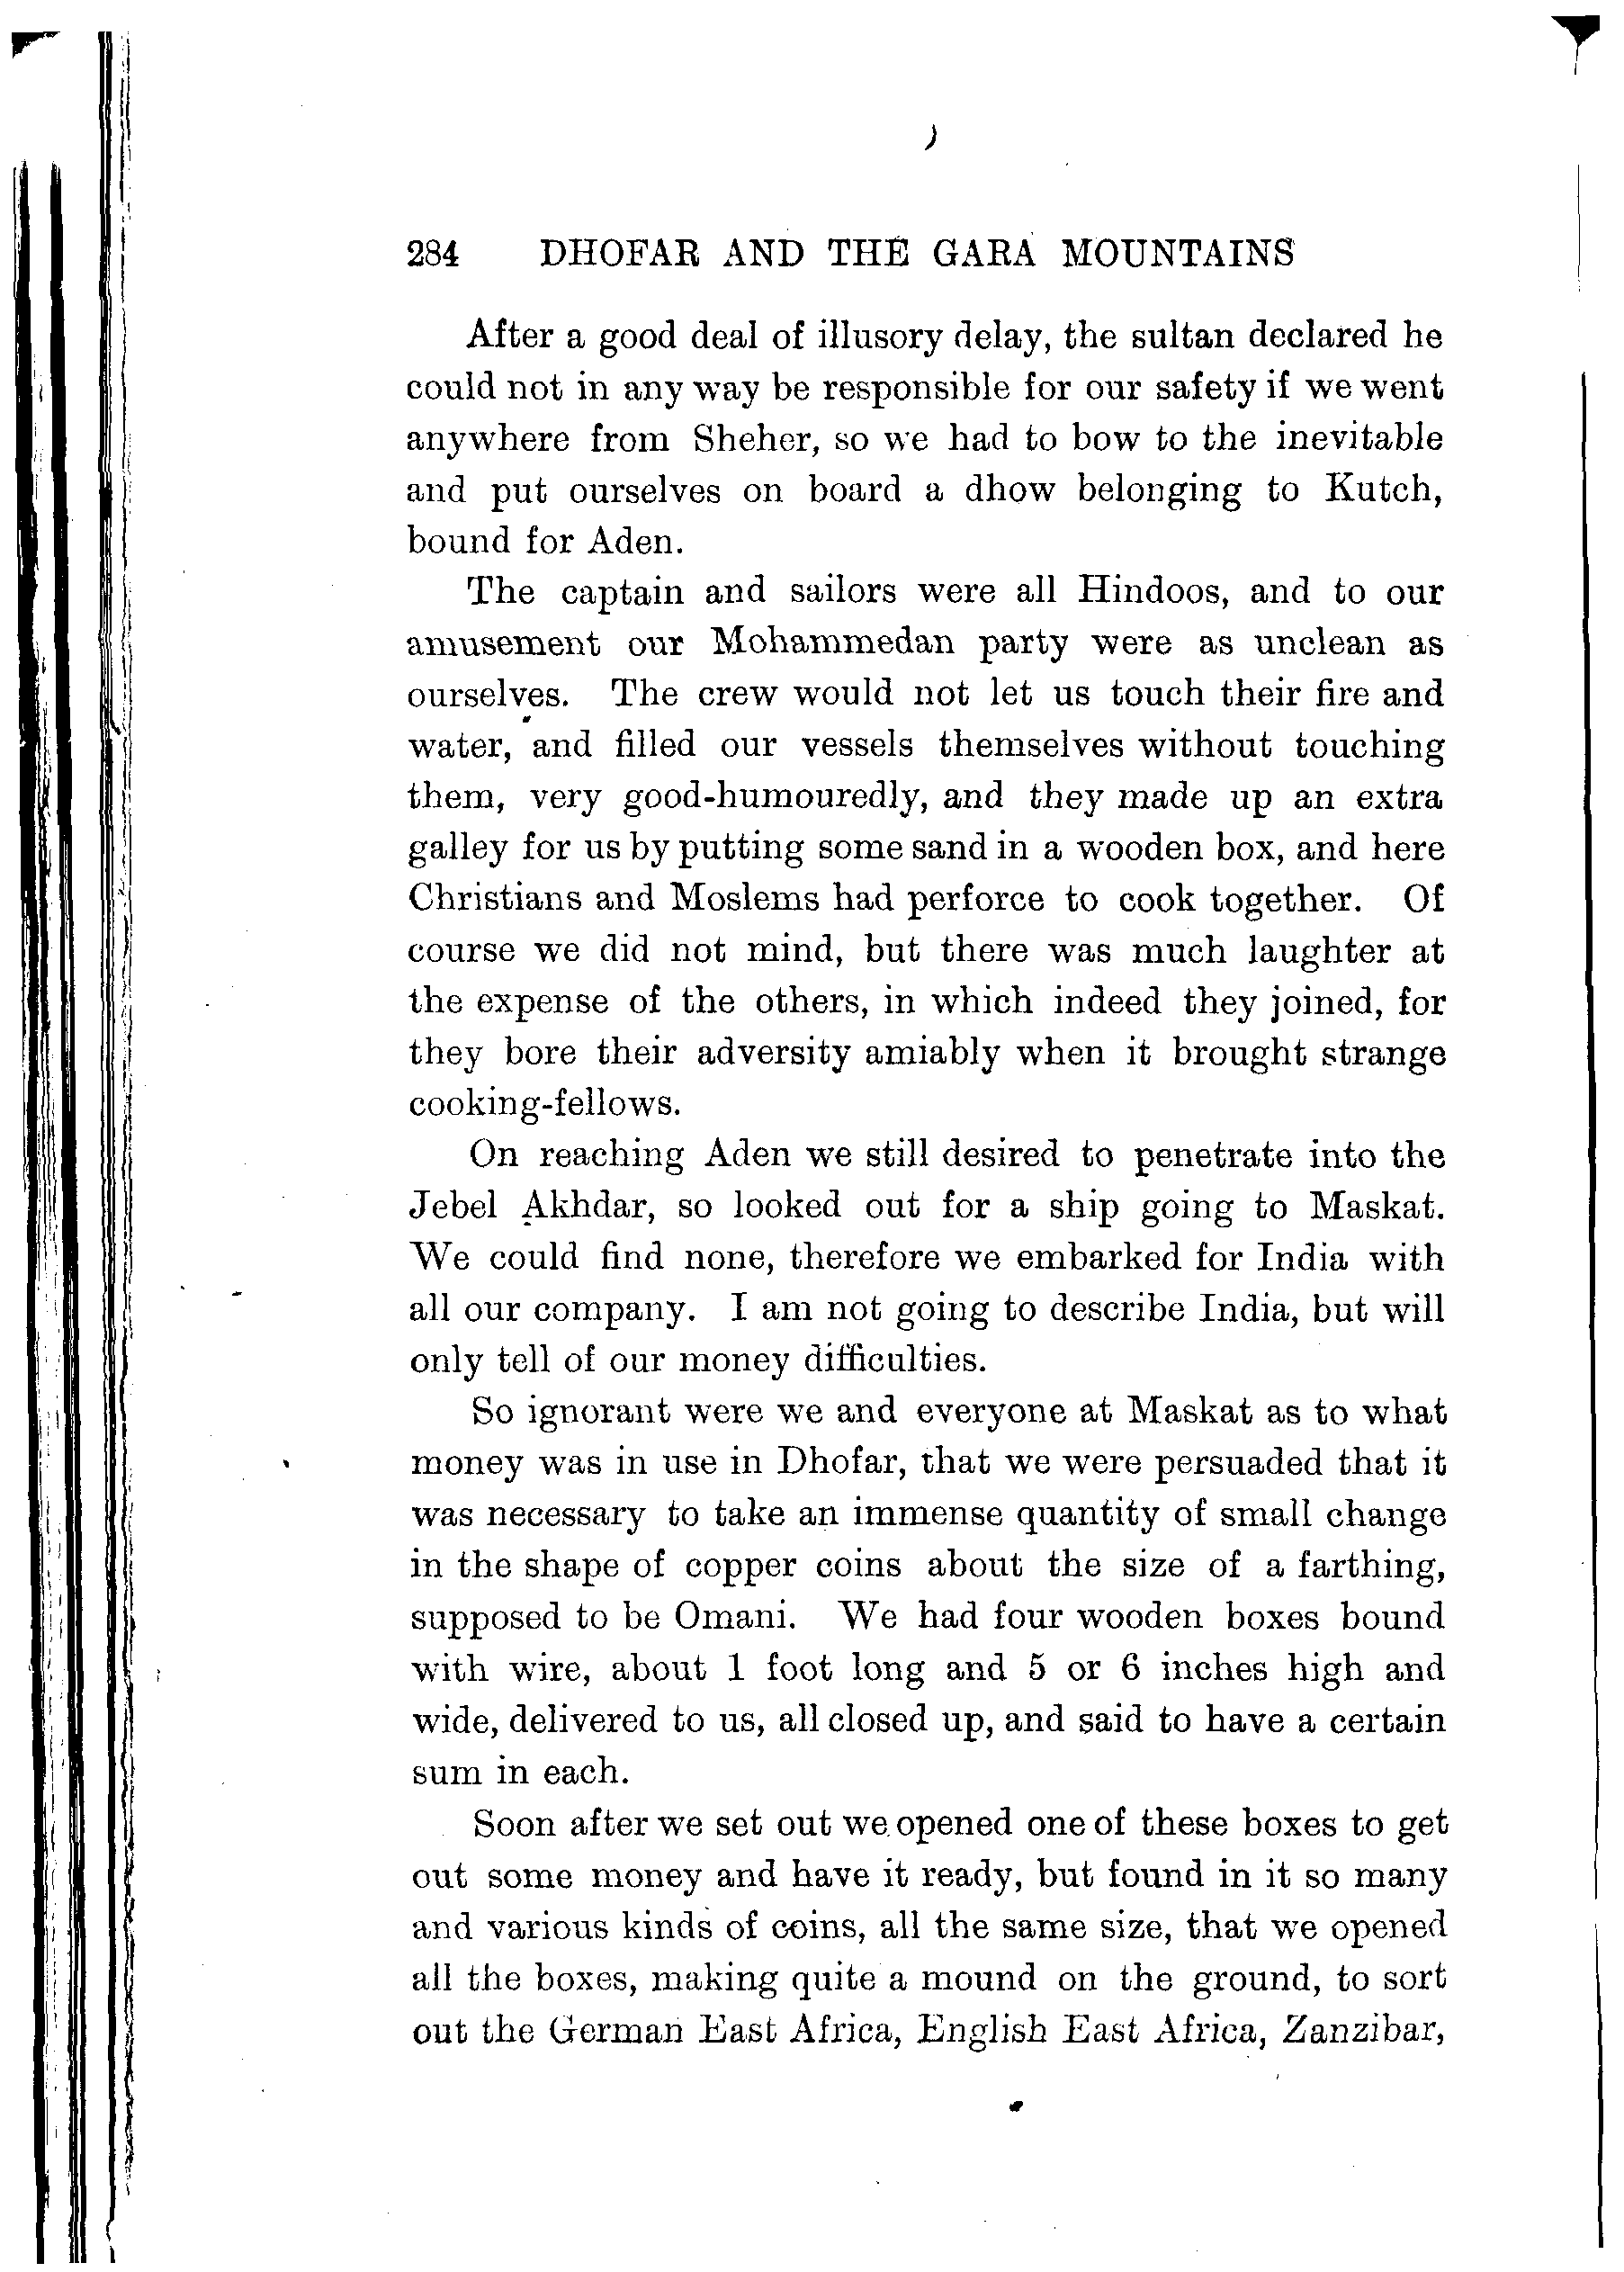 284 DHOFAR AND THE GARA MOUNTAINS
After a good deal of illusory delay, the sultan declared he
could not in any way be responsible for our safety if we went
anywhere from Sheher, so we had to bow to the inevitable
and put ourselves on board a dhow belonging to Kutch,
bound for Aden.
The captain and sailors were all Hindoos, and to our
amusement our Mohammedan party were as unclean as
ourselves. The crew would not let us touch their fire and
water, and filled our vessels themselves without touching
them, very good-humouredly, and they made up an extra
galley for us by putting some sand in a wooden box, and here
Christians and Moslems had perforce to cook together. Of
course we did not mind, but there was much laughter at
the expense of the others, in which indeed they joined, for
they bore their adversity amiably when it brought strange
cooking-fellows.
On reaching Aden we still desired to penetrate into the
Jebel Akhdar, so looked out for a ship going to Maskat.
We could find none, therefore we embarked for India with
all our company. I am not going to describe India, but will
only tell of our money difficulties.
So ignorant were we and everyone at Maskat as to what
money was in use in Dhofar, that we were persuaded that it
was necessary to take an immense quantity of small change
in the shape of copper coins about the size of a farthing,
supposed to be Omani. We had four wooden boxes bound
with wire, about 1 foot long and 5 or 6 inches high and
wide, delivered to us, all closed up, and said to have a certain
sum in each.
Soon after we set out we opened one of these boxes to get
out some money and have it ready, but found in it so many
and various kinds of coins, all the same size, that we opened
all the boxes, making quite a mound on the ground, to sort
out the German East Africa, English East Africa, Zanzibar,